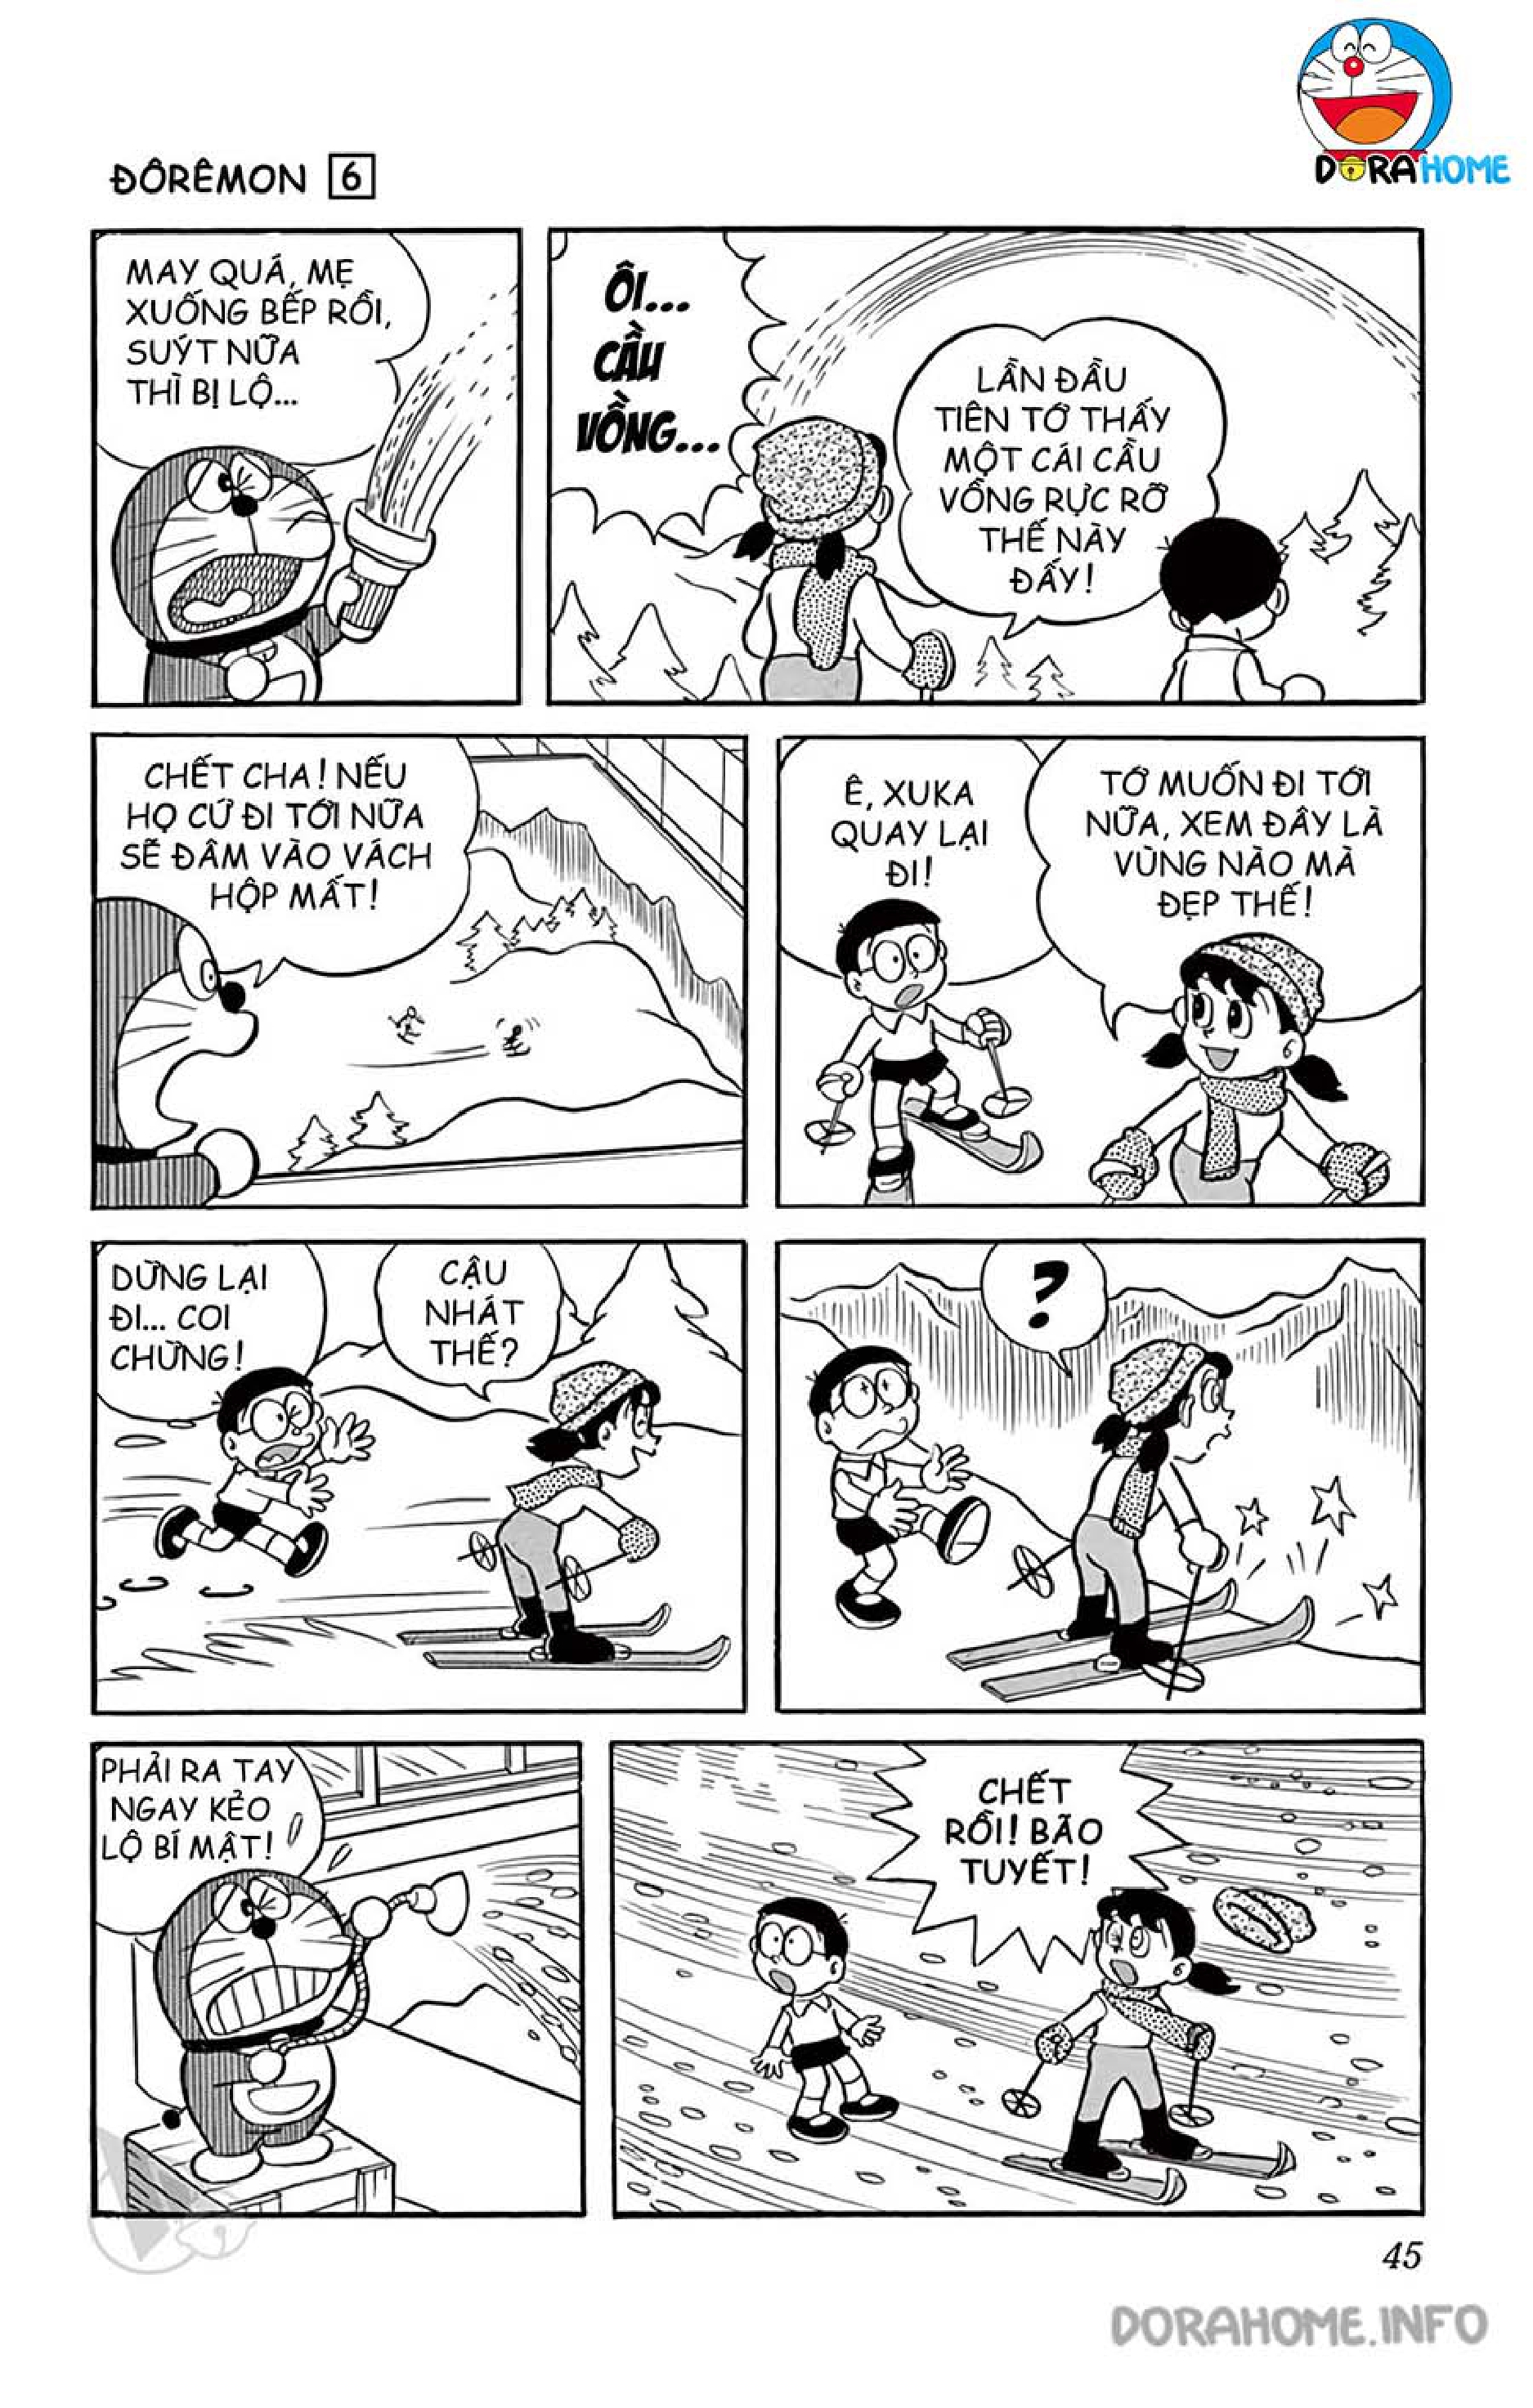 DORAHOME
ĐÔRÊMON 6
MAY QUÁ, MẸ
XUỐNG BẾP RỒI,
SUÝT NỮA
THÌ BỊ LỘ...
ÔI...
CẦU
VỒNG...
LẦN ĐẦU
TIÊN TỚ THẤY
MỘT CÁI CẦU
VỒNG RỰC RỠ
THẾ NÀY
ĐẤY!
CHẾT CHA! NẾU
HỌ CỨ ĐI TỚI NỮA
SẼ ĐÂM VÀO VÁCH
HỘP MẤT!
Ê, XUKA
QUAY LẠI
ĐI!
TỚ MUỐN ĐI TỚI
NỮA, XEM ĐÂY LÀ
VÙNG NÀO MÀ
ĐẸP THẾ!
DỪNG LẠI
ĐI... COI
CHỪNG!
CẬU
NHÁT
THẾ?
?
PHẢI RA TAY
NGAY KẺO
LỘ BÍ MẬT!
CHẾT
RỒI! BÃO
TUYẾT!
45
DORAHOME.INFO